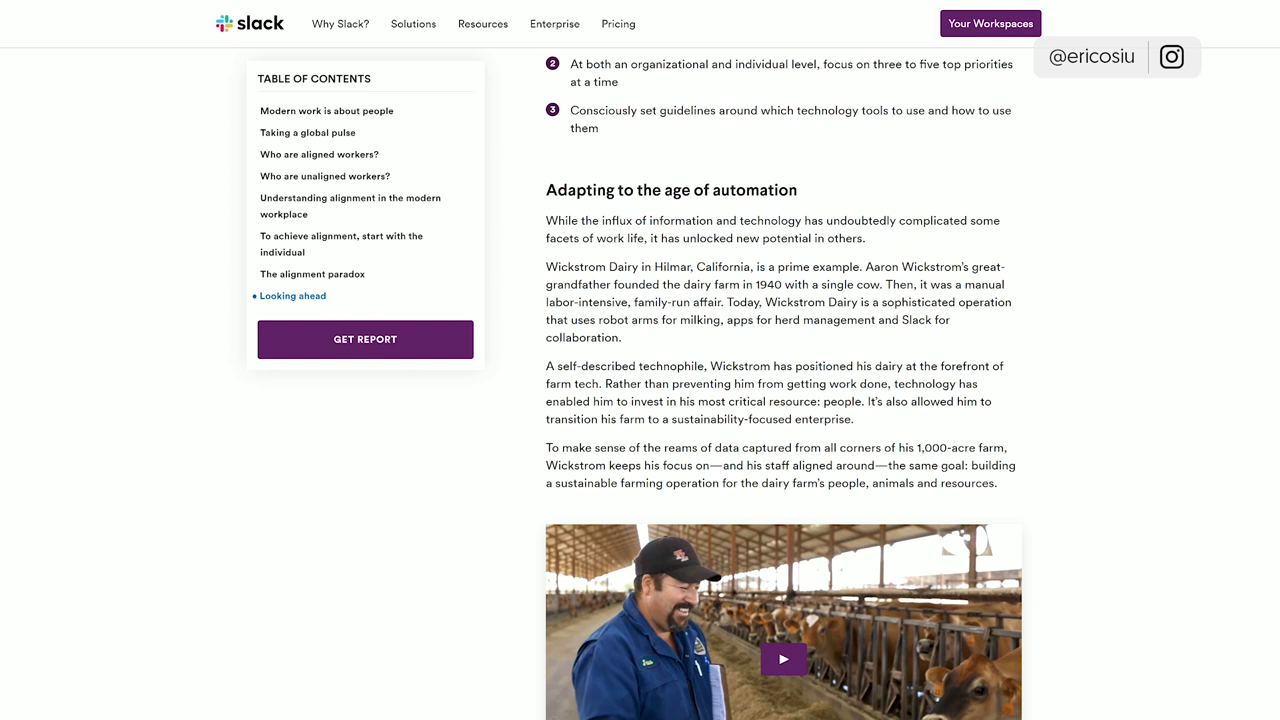 slack
Why Slack?
Solutions
Resources
Enterprise
Pricing
Your Workspaces
@ericosiu
TABLE OF CONTENTS
Modern work is about people
Taking a global pulse
Who are aligned workers?
Who are unaligned workers?
Understanding alignment in the modern
workplace
To achieve alignment, start with the
individual
The alignment paradox
Looking ahead
GET REPORT
2 At both an organizational and individual level, focus on three to five top priorities
at a time
3 Consciously set guidelines around which technology tools to use and how to use
them
Adapting to the age of automation
While the influx of information and technology has undoubtedly complicated some
facets of work life, it has unlocked new potential in others.
Wickstrom Dairy in Hilmar, California, is a prime example. Aaron Wickstrom’s great-
grandfather founded the dairy farm in 1940 with a single cow. Then, it was a manual
labor-intensive, family-run affair. Today, Wickstrom Dairy is a sophisticated operation
that uses robot arms for milking, apps for herd management and Slack for
collaboration.
A self-described technophile, Wickstrom has positioned his dairy at the forefront of
farm tech. Rather than preventing him from getting work done, technology has
enabled him to invest in his most critical resource: people. It’s also allowed him to
transition his farm to a sustainability-focused enterprise.
To make sense of the reams of data captured from all corners of his 1,000-acre farm,
Wickstrom keeps his focus on—and his staff aligned around—the same goal: building
a sustainable farming operation for the dairy farm’s people, animals and resources.